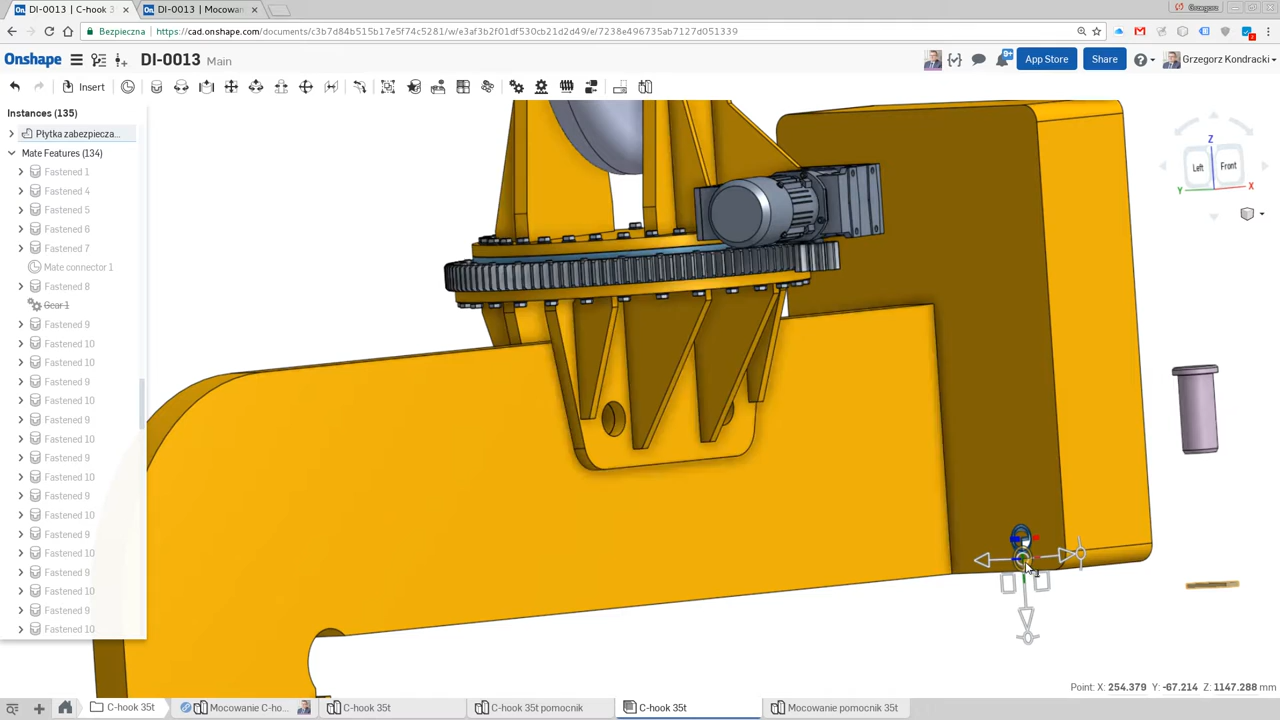 DI-0013 | C-hook 35t
DI-0013 | Mocowan
Grzegorz
Bezpieczna
https://cad.onshape.com/documents/c3b7d84b515b17e5f74c5281/w/e3af3b2f01df530cb21d2d49/e/7238e496735ab7127d051339
Onshape
DI-0013
Main
9+
App Store
Share
Grzegorz Kondracki
Insert
Instances (135)
Płytka zabezpiecza...
Mate Features (134)
Fastened 1
Fastened 4
Fastened 5
Fastened 6
Fastened 7
Mate connector 1
Fastened 8
Gear 1
Fastened 9
Fastened 10
Fastened 10
Fastened 9
Fastened 10
Fastened 9
Fastened 10
Fastened 9
Fastened 10
Fastened 9
Fastened 10
Fastened 9
Fastened 10
Fastened 9
Fastened 10
Fastened 9
Fastened 10
Z
Left
Front
Y
X
Point: X: 254.379 Y: -67.214 Z: 1147.288 mm
C-hook 35t
Mocowanie C-ho...
C-hook 35t
C-hook 35t pomocnik
C-hook 35t
Mocowanie pomocnik 35t